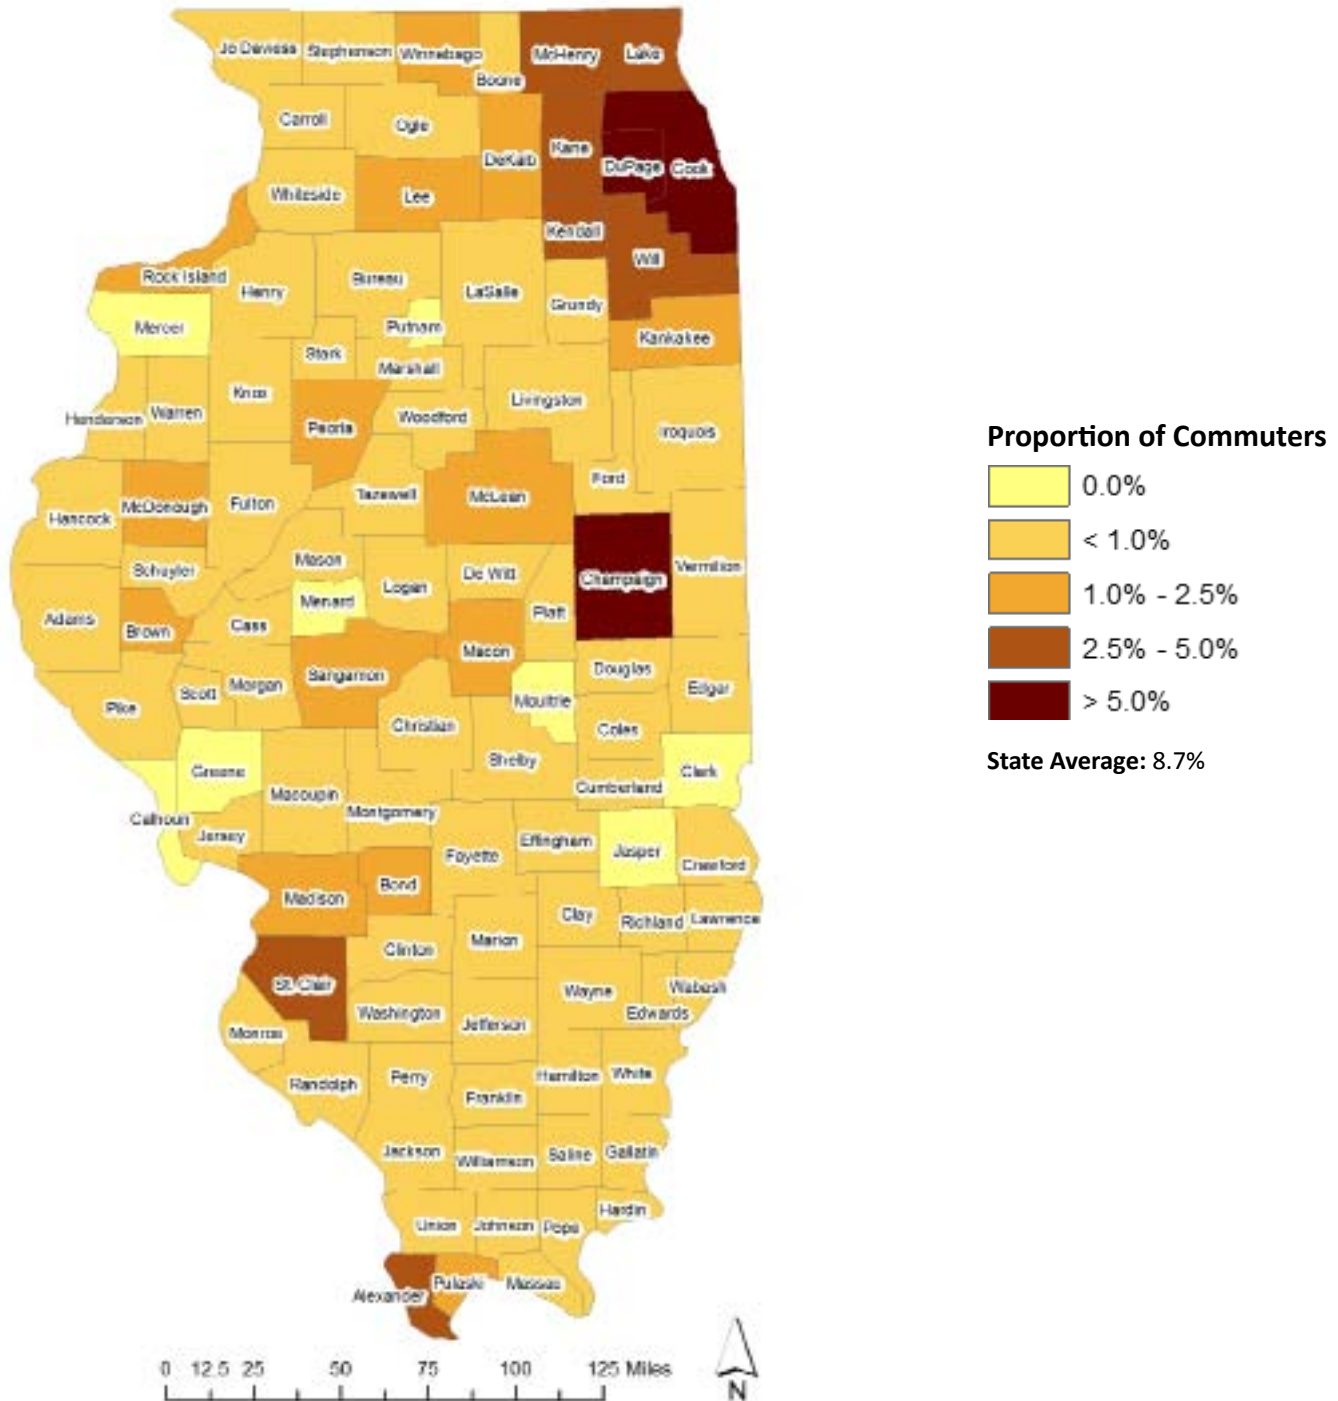 Jo Daviess Stephenson Winnebago McHenry Lake
Boone
Carroll Ogle
DeKalb Kane DuPage Cook
Whiteside Lee
Kendall
Will
Rock Island Henry Bureau LaSalle
Grundy
Mercer Putnam
Kankakee
Stark
Marshall
Knox Livingston
Henderson Warren Peoria Woodford
Iroquois
Ford
Hancock McDonough Fulton Tazewell McLean
Mason
Schuyler De Witt Champaign Vermilion
Logan
Menard
Adams Brown Cass Piatt
Macon
Sangamon Douglas
Pike Scott Morgan Moultrie Edgar
Christian Coles
Shelby
Greene Clark
Macoupin Cumberland
Calhoun Montgomery
Jersey Effingham
Fayette Jasper Crawford
Bond
Madison
Clay Richland Lawrence
Clinton Marion
St. Clair Wayne Wabash
Washington Edwards
Monroe Jefferson
Randolph Perry Hamilton White
Franklin
Jackson Williamson Saline Gallatin
Hardin
Union Johnson Pope
Alexander Pulaski Massac
0 12.5 25 50 75 100 125 Miles
N
Proportion of Commuters
0.0%
< 1.0%
1.0% - 2.5%
2.5% - 5.0%
> 5.0%
State Average: 8.7%